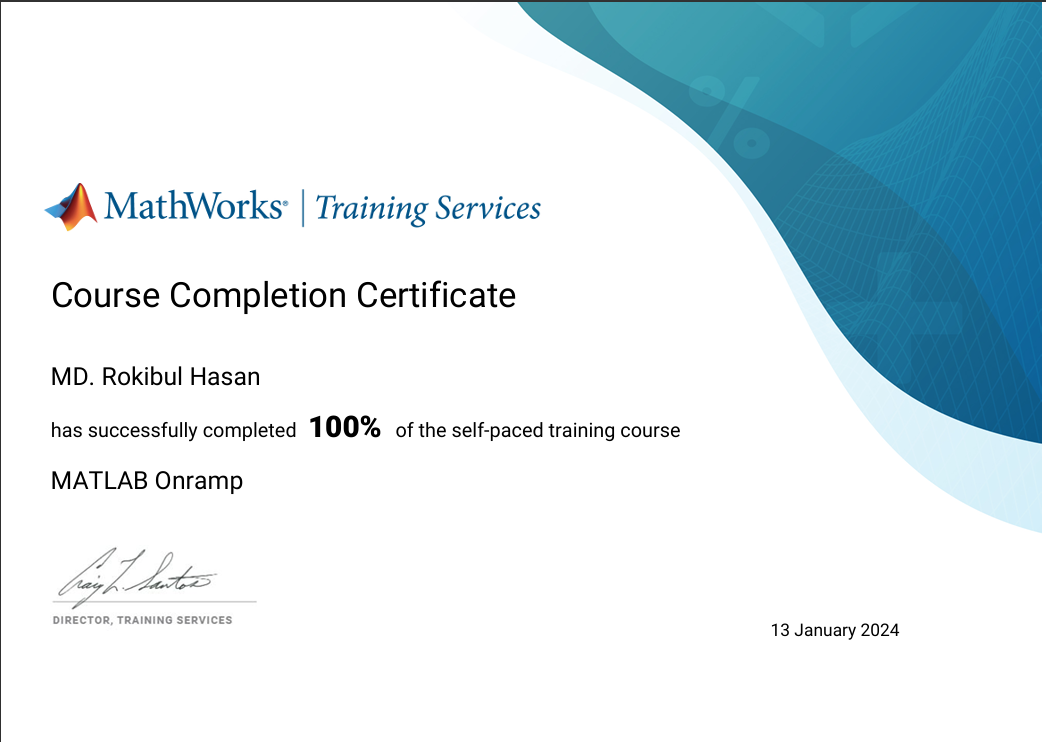 MathWorks® | Training Services
Course Completion Certificate
MD. Rokibul Hasan
has successfully completed 100% of the self-paced training course
MATLAB Onramp
Craig L. Santos
DIRECTOR, TRAINING SERVICES
13 January 2024